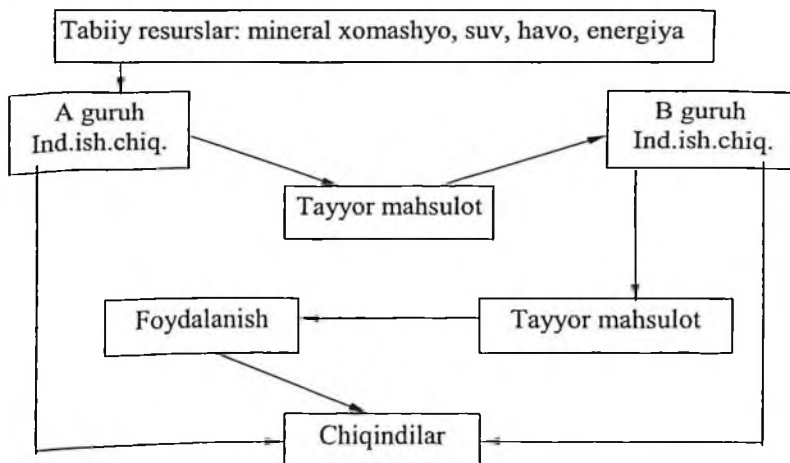 Tabiiy resurslar: mineral xomashyo, suv, havo, energiya
A guruh
Ind.ish.chiq.
B guruh
Ind.ish.chiq.
Tayyor mahsulot
Foydalanish
Tayyor mahsulot
Chiqindilar